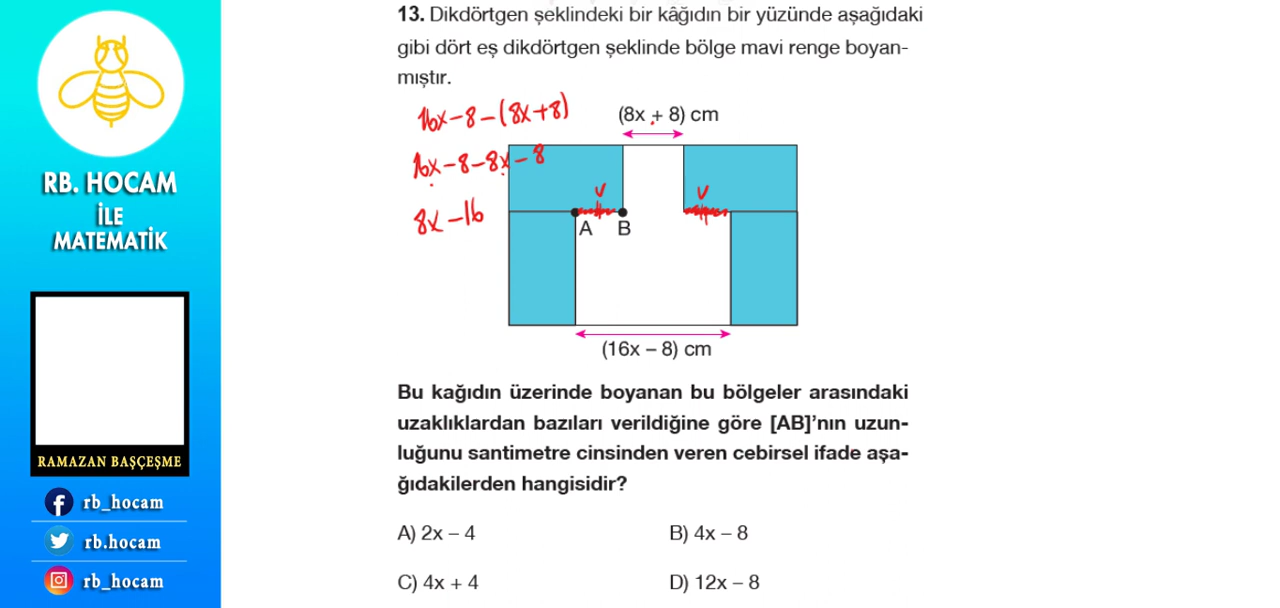 RB. HOCAM
İLE
MATEMATİK
RAMAZAN BAŞÇEŞME
rb_hocam
rb.hocam
rb_hocam
13. Dikdörtgen şeklindeki bir kâğıdın bir yüzünde aşağıdaki
gibi dört eş dikdörtgen şeklinde bölge mavi renge boyan-
mıştır.
16x-8-(8x+8)
16x-8-8x-8
8x-16
(8x + 8) cm
A B
(16x – 8) cm
Bu kağıdın üzerinde boyanan bu bölgeler arasındaki
uzaklıklardan bazıları verildiğine göre [AB]'nın uzun-
luğunu santimetre cinsinden veren cebirsel ifade aşa-
ğıdakilerden hangisidir?
A) 2x – 4 B) 4x – 8
C) 4x + 4 D) 12x – 8